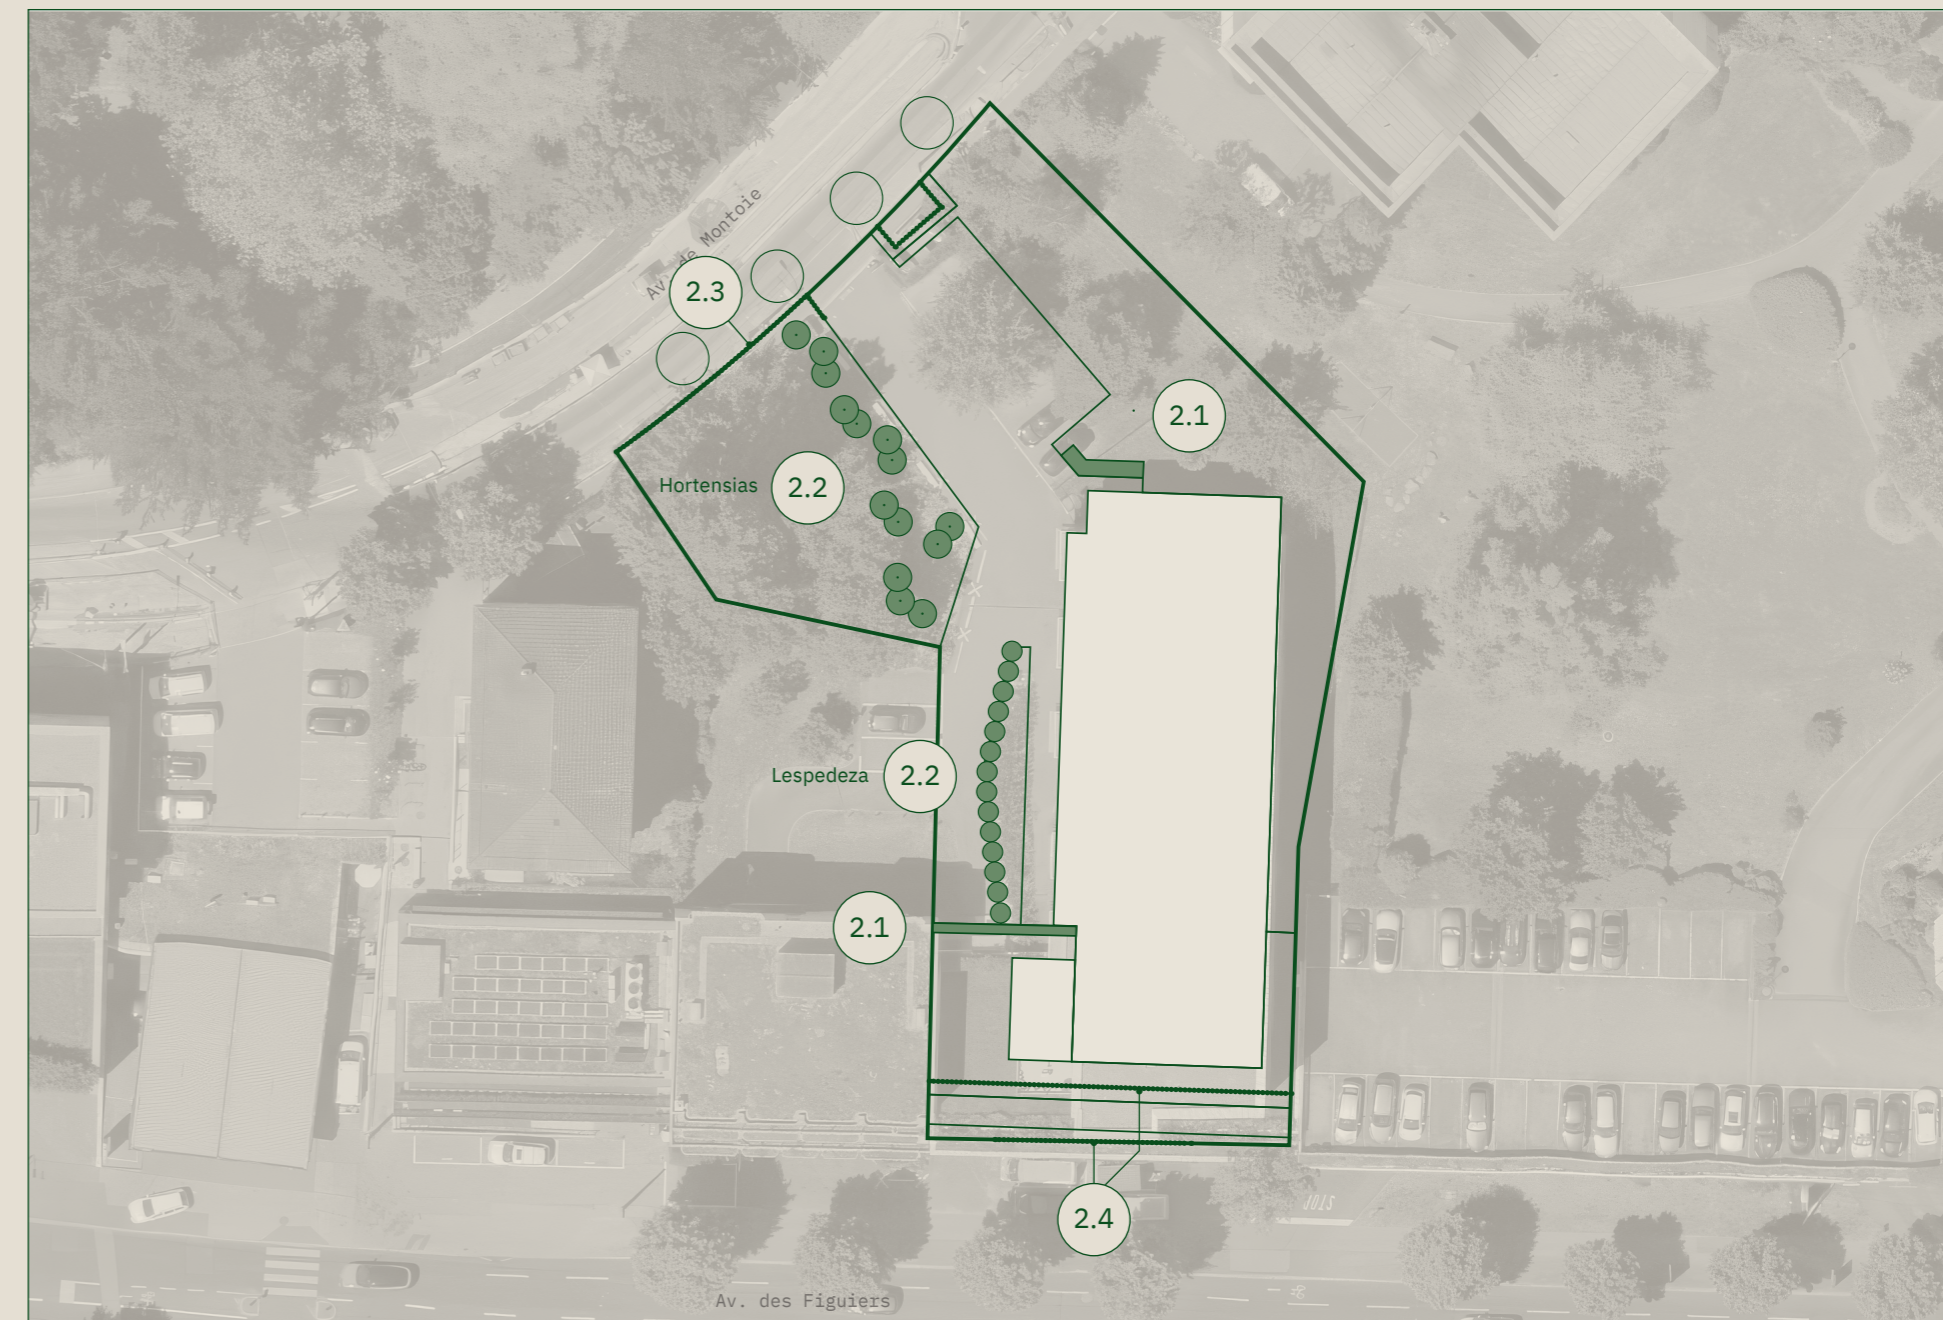 Av. de Montoie
2.3
2.1
Hortensias
2.2
Lespedeza
2.2
2.1
2.4
STOP
Av. des Figuiers